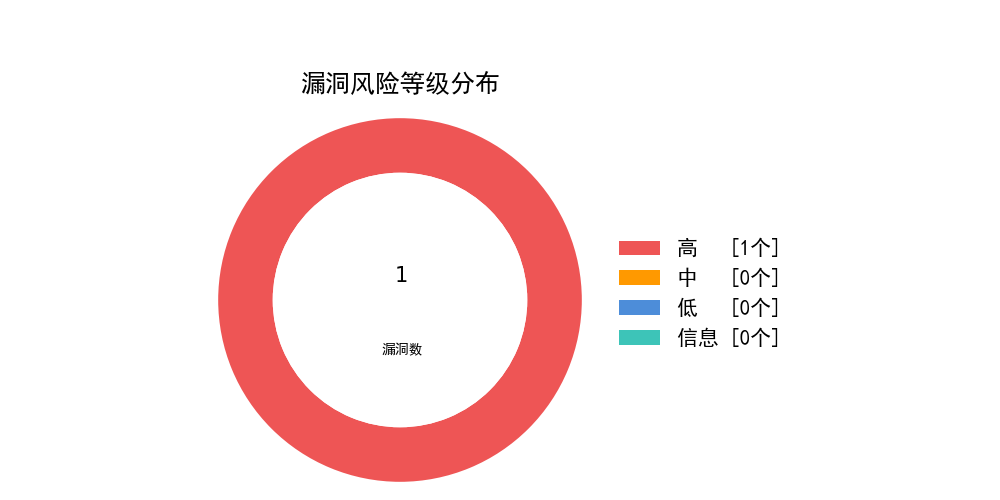 漏洞风险等级分布
1
漏洞数
高 [1个]
中 [0个]
低 [0个]
信息 [0个]